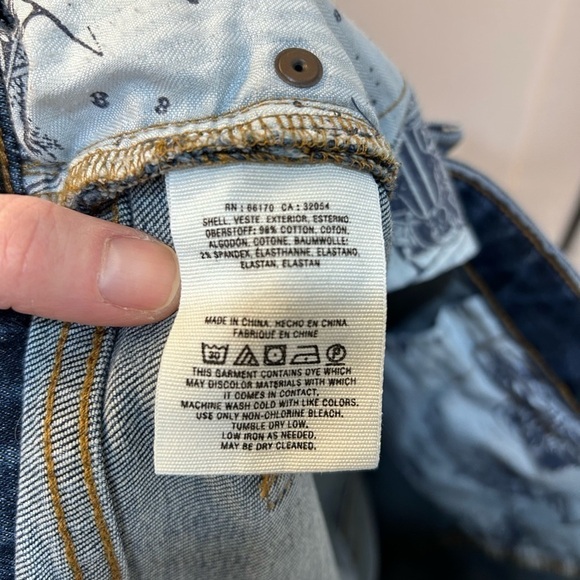 RN: 66170 CA: 32054
SHELL, VESTE. EXTERIOR, ESTERNO,
OBERSTOFF: 98% COTTON, COTON,
ALGODÓN, COTONE, BAUMWOLLE;
2% SPANDEX, ELASTHANNE, ELASTANO,
ELASTAN, ELASTAN
MADE IN CHINA. HECHO EN CHINA.
FABRIQUE EN CHINE
30 P
THIS GARMENT CONTAINS DYE WHICH
MAY DISCOLOR MATERIALS WITH WHICH
IT COMES IN CONTACT.
MACHINE WASH COLD WITH LIKE COLORS.
USE ONLY NON-CHLORINE BLEACH.
TUMBLE DRY LOW.
LOW IRON AS NEEDED.
MAY BE DRY CLEANED.